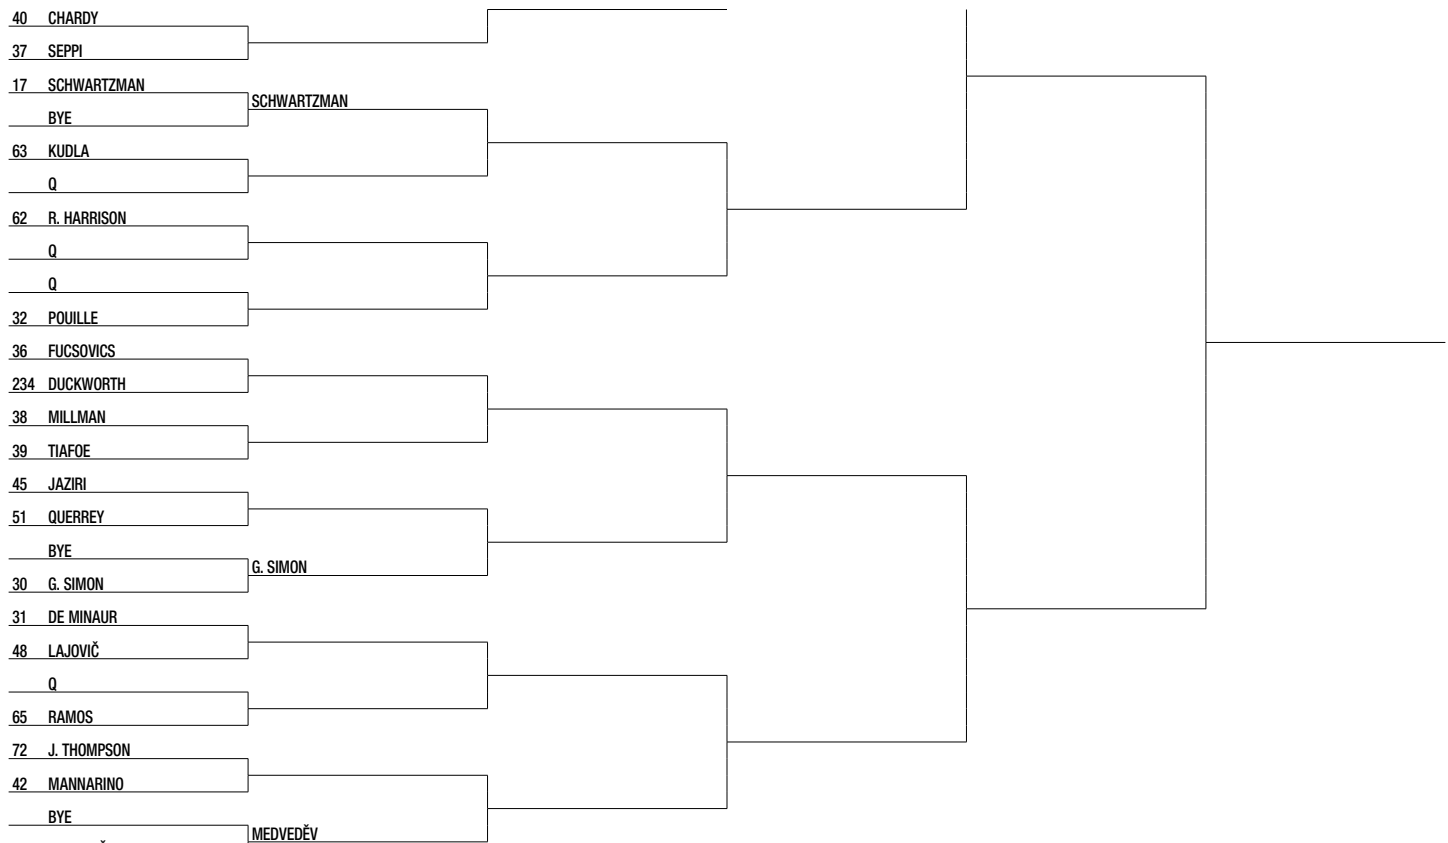 40 CHARDY
37 SEPPI
17 SCHWARTZMAN
SCHWARTZMAN
BYE
63 KUDLA
Q
62 R. HARRISON
Q
Q
32 POUILLE
36 FUCSOVICS
234 DUCKWORTH
38 MILLMAN
39 TIAFOE
45 JAZIRI
51 QUERREY
BYE
G. SIMON
30 G. SIMON
31 DE MINAUR
48 LAJOVIČ
Q
65 RAMOS
72 J. THOMPSON
42 MANNARINO
BYE
MEDVEDĚV